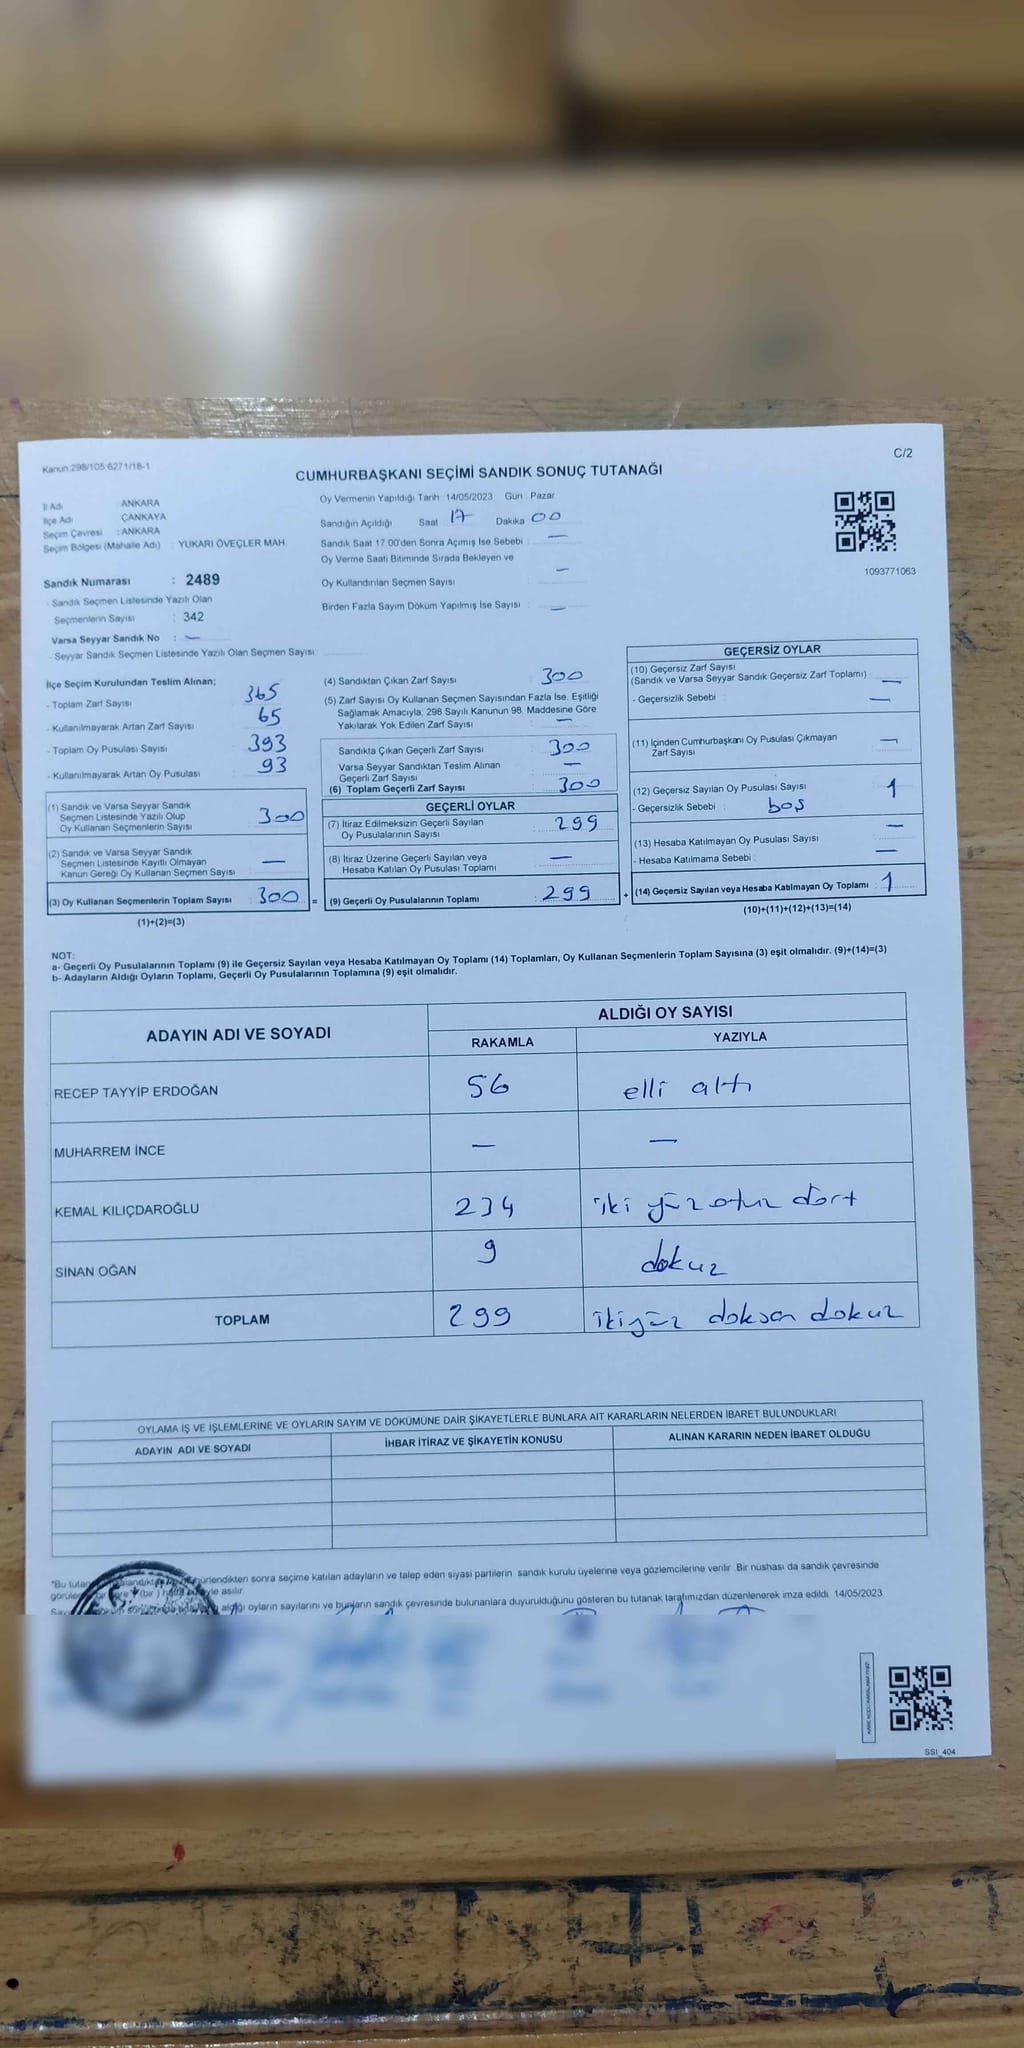 Kanun:298/105,6271/18-1
C/2
CUMHURBAŞKANI SEÇİMİ SANDIK SONUÇ TUTANAĞI
İl Adı : ANKARA
İlçe Adı : ÇANKAYA
Seçim Çevresi : ANKARA
Seçim Bölgesi (Mahalle Adı) : YUKARI ÖVEÇLER MAH.
Sandık Numarası : 2489
- Sandık Seçmen Listesinde Yazılı Olan
Seçmenlerin Sayısı : 342
Varsa Seyyar Sandık No : —
- Seyyar Sandık Seçmen Listesinde Yazılı Olan Seçmen Sayısı:
Oy Vermenin Yapıldığı Tarih :14/05/2023 Gün : Pazar
Sandığın Açıldığı Saat : 17 Dakika : 00
Sandık Saat 17:00'den Sonra Açımış İse Sebebi : —
Oy Verme Saati Bitiminde Sırada Bekleyen ve
Oy Kullandırılan Seçmen Sayısı : —
Birden Fazla Sayım Döküm Yapılmış İse Sayısı : —
1093771063
İlçe Seçim Kurulundan Teslim Alınan;
- Toplam Zarf Sayısı : 365
- Kullanılmayarak Artan Zarf Sayısı : 65
- Toplam Oy Pusulası Sayısı : 393
- Kullanılmayarak Artan Oy Pusulası : 93
(1) Sandık ve Varsa Seyyar Sandık
Seçmen Listesinde Yazılı Olup
Oy Kullanan Seçmenlerin Sayısı : 300
(2) Sandık ve Varsa Seyyar Sandık
Seçmen Listesinde Kayıtlı Olmayan
Kanun Gereği Oy Kullanan Seçmen Sayısı : —
(3) Oy Kullanan Seçmenlerin Toplam Sayısı : 300 =
(1)+(2)=(3)
(4) Sandıktan Çıkan Zarf Sayısı : 300
(5) Zarf Sayısı Oy Kullanan Seçmen Sayısından Fazla İse, Eşitliği
Sağlamak Amacıyla, 298 Sayılı Kanunun 98. Maddesine Göre
Yakılarak Yok Edilen Zarf Sayısı : —
Sandıkta Çıkan Geçerli Zarf Sayısı : 300
Varsa Seyyar Sandıktan Teslim Alınan
Geçerli Zarf Sayısı : —
(6) Toplam Geçerli Zarf Sayısı : 300
GEÇERLİ OYLAR
(7) İtiraz Edilmeksizin Geçerli Sayılan
Oy Pusulalarının Sayısı : 299
(8) İtiraz Üzerine Geçerli Sayılan veya
Hesaba Katılan Oy Pusulası Toplamı : —
(9) Geçerli Oy Pusulalarının Toplamı : 299 +
GEÇERSİZ OYLAR
(10) Geçersiz Zarf Sayısı
(Sandık ve Varsa Seyyar Sandık Geçersiz Zarf Toplamı) : —
- Geçersizlik Sebebi : —
(11) İçinden Cumhurbaşkanı Oy Pusulası Çıkmayan
Zarf Sayısı : —
(12) Geçersiz Sayılan Oy Pusulası Sayısı : 1
- Geçersizlik Sebebi : boş
(13) Hesaba Katılmayan Oy Pusulası Sayısı : —
- Hesaba Katılmama Sebebi : —
(14) Geçersiz Sayılan veya Hesaba Katılmayan Oy Toplamı : 1
(10)+(11)+(12)+(13)=(14)
NOT:
a- Geçerli Oy Pusulalarının Toplamı (9) ile Geçersiz Sayılan veya Hesaba Katılmayan Oy Toplamı (14) Toplamları, Oy Kullanan Seçmenlerin Toplam Sayısına (3) eşit olmalıdır. (9)+(14)=(3)
b- Adayların Aldığı Oyların Toplamı, Geçerli Oy Pusulalarının Toplamına (9) eşit olmalıdır.
ADAYIN ADI VE SOYADI
ALDIĞI OY SAYISI
RAKAMLA YAZIYLA
RECEP TAYYİP ERDOĞAN 56 elli altı
MUHARREM İNCE — —
KEMAL KILIÇDAROĞLU 234 iki yüz otuz dört
SİNAN OĞAN 9 dokuz
TOPLAM 299 ikiyüz doksan dokuz
OYLAMA İŞ VE İŞLEMLERİNE VE OYLARIN SAYIM VE DÖKÜMÜNE DAİR ŞİKAYETLERLE BUNLARA AİT KARARLARIN NELERDEN İBARET BULUNDUKLARI
ADAYIN ADI VE SOYADI İHBAR İTİRAZ VE ŞİKAYETİN KONUSU ALINAN KARARIN NEDEN İBARET OLDUĞU
*Bu sonra seçime katılan adayların ve talep eden siyasi partilerin sandık kurulu üyelerine veya gözlemcilerine verilir. Bir nüshası da sandık çevresinde
(bir) asılır.
aldığı oyların sayılarını ve bunların sandık çevresinde bulunanlara duyurulduğunu gösteren bu tutanak tarafımızdan düzenlenerek imza edildi. 14/05/2023
SSI_404